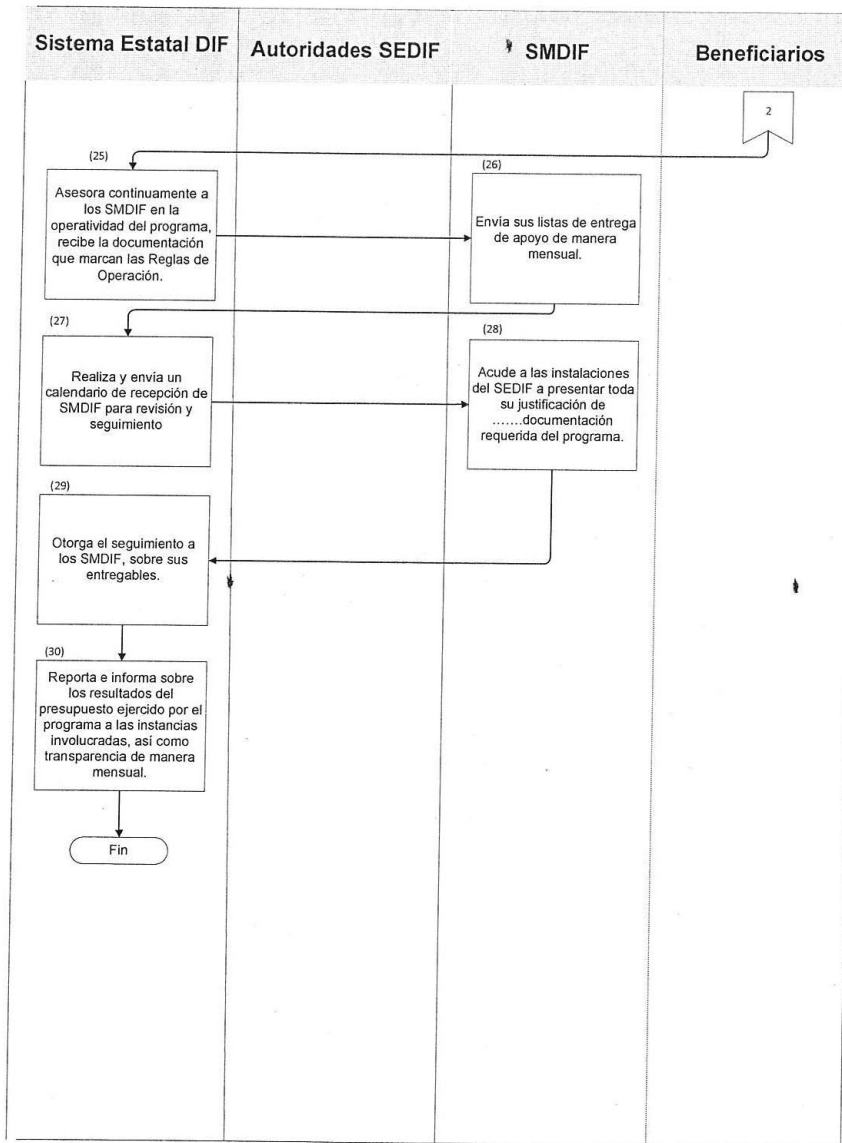 Sistema Estatal DIF
Autoridades SEDIF
SMDIF
Beneficiarios
2
(25)
Asesora continuamente a
los SMDIF en la
operatividad del programa,
recibe la documentación
que marcan las Reglas de
Operación.
(26)
Envía sus listas de entrega
de apoyo de manera
mensual.
(27)
Realiza y envía un
calendario de recepción de
SMDIF para revisión y
seguimiento
(28)
Acude a las instalaciones
del SEDIF a presentar toda
su justificación de
.......documentación
requerida del programa.
(29)
Otorga el seguimiento a
los SMDIF, sobre sus
entregables.
(30)
Reporta e informa sobre
los resultados del
presupuesto ejercido por el
programa a las instancias
involucradas, así como
transparencia de manera
mensual.
Fin